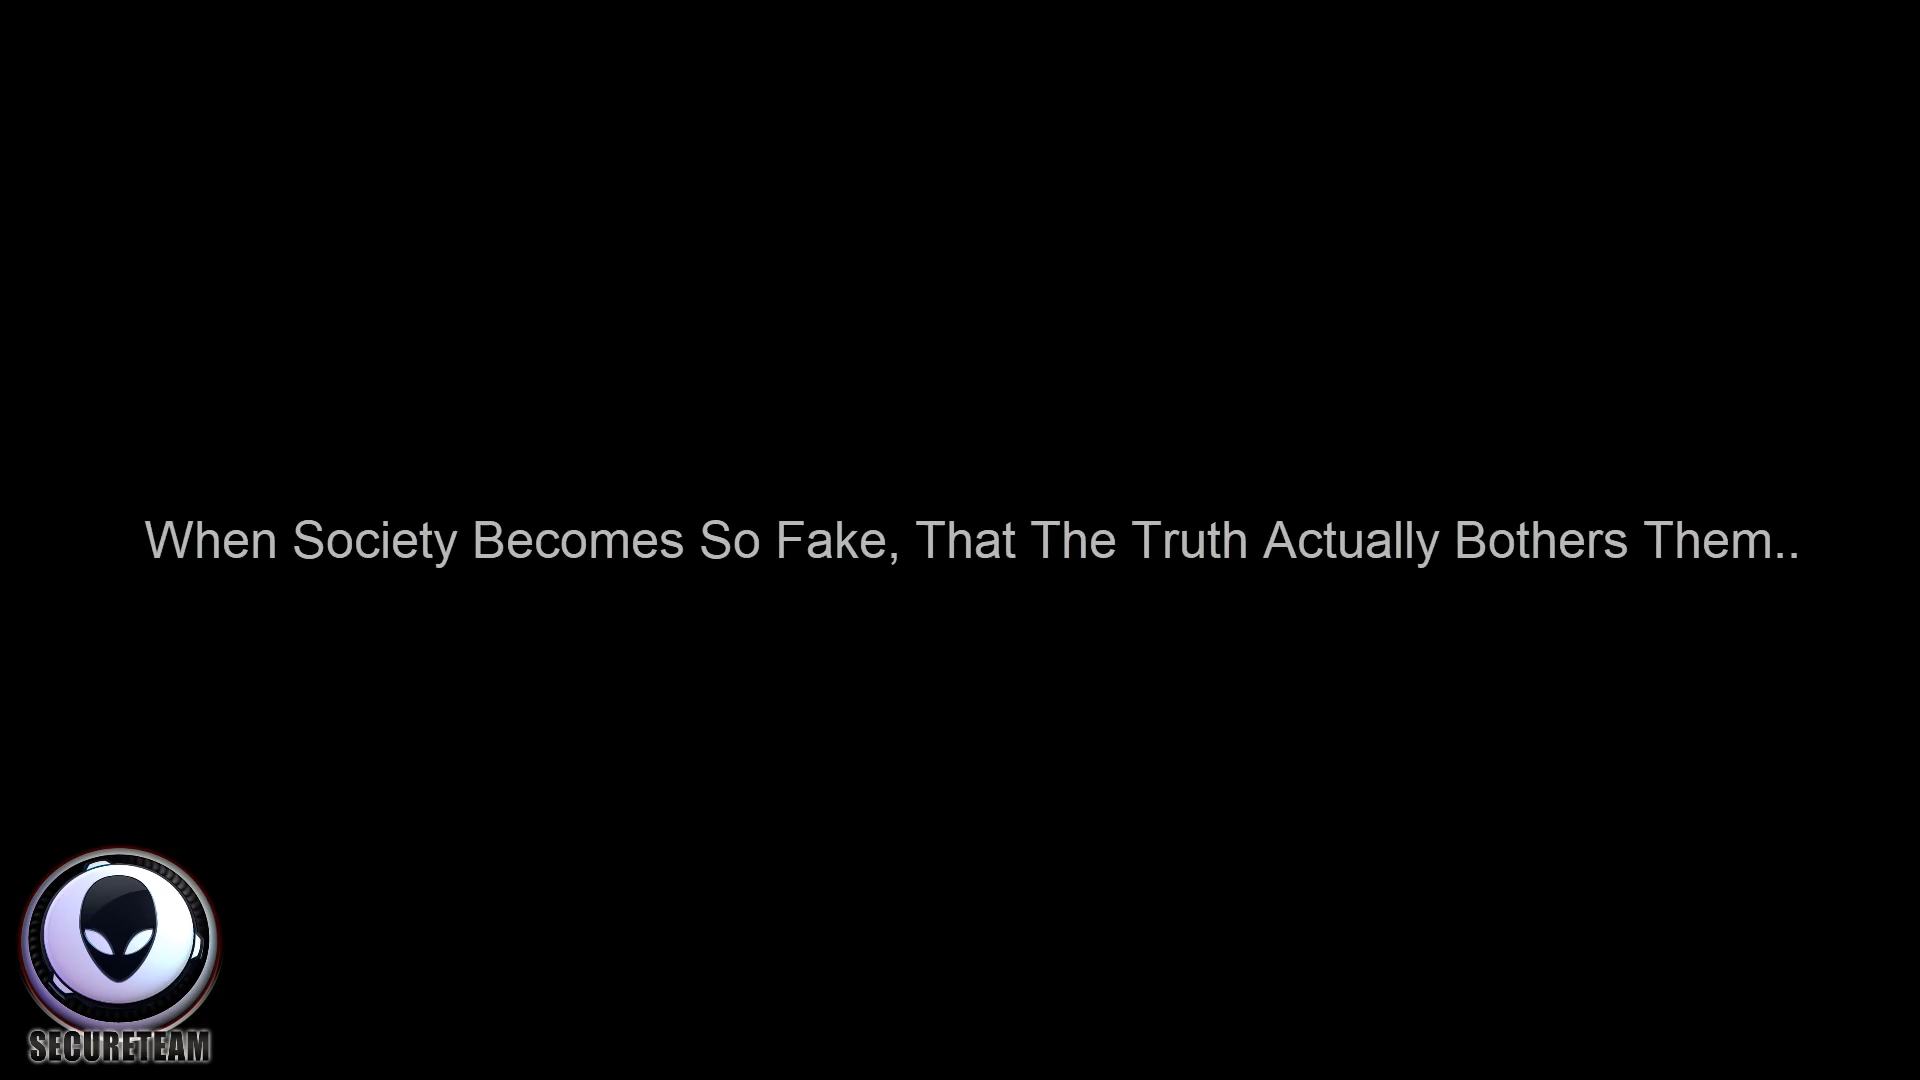 When Society Becomes So Fake, That The Truth Actually Bothers Them..
SECURETEAM